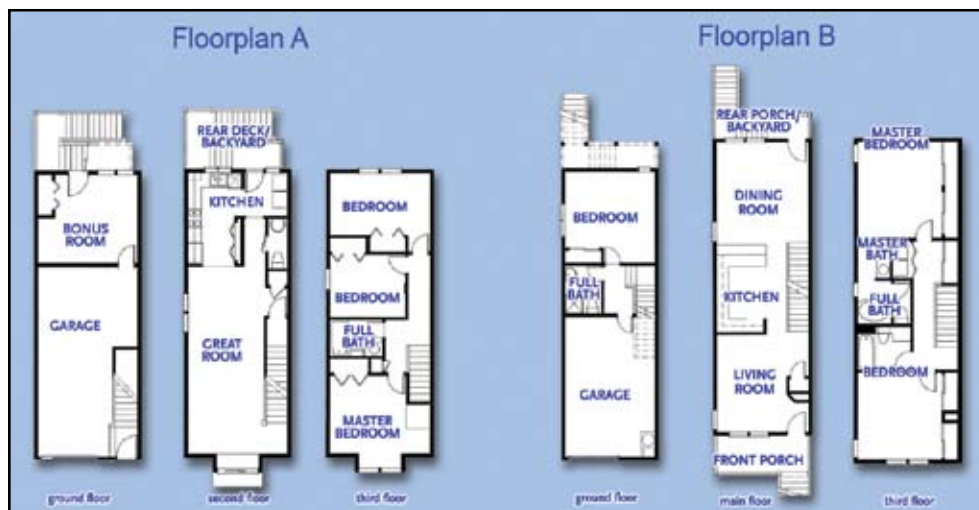 Floorplan A
BONUS
ROOM
GARAGE
ground floor
REAR DECK/
BACKYARD
KITCHEN
GREAT
ROOM
second floor
BEDROOM
BEDROOM
FULL
BATH
MASTER
BEDROOM
third floor
Floorplan B
BEDROOM
FULL
BATH
GARAGE
ground floor
REAR PORCH/
BACKYARD
DINING
ROOM
KITCHEN
LIVING
ROOM
FRONT PORCH
main floor
MASTER
BEDROOM
MASTER
BATH
FULL
BATH
BEDROOM
third floor